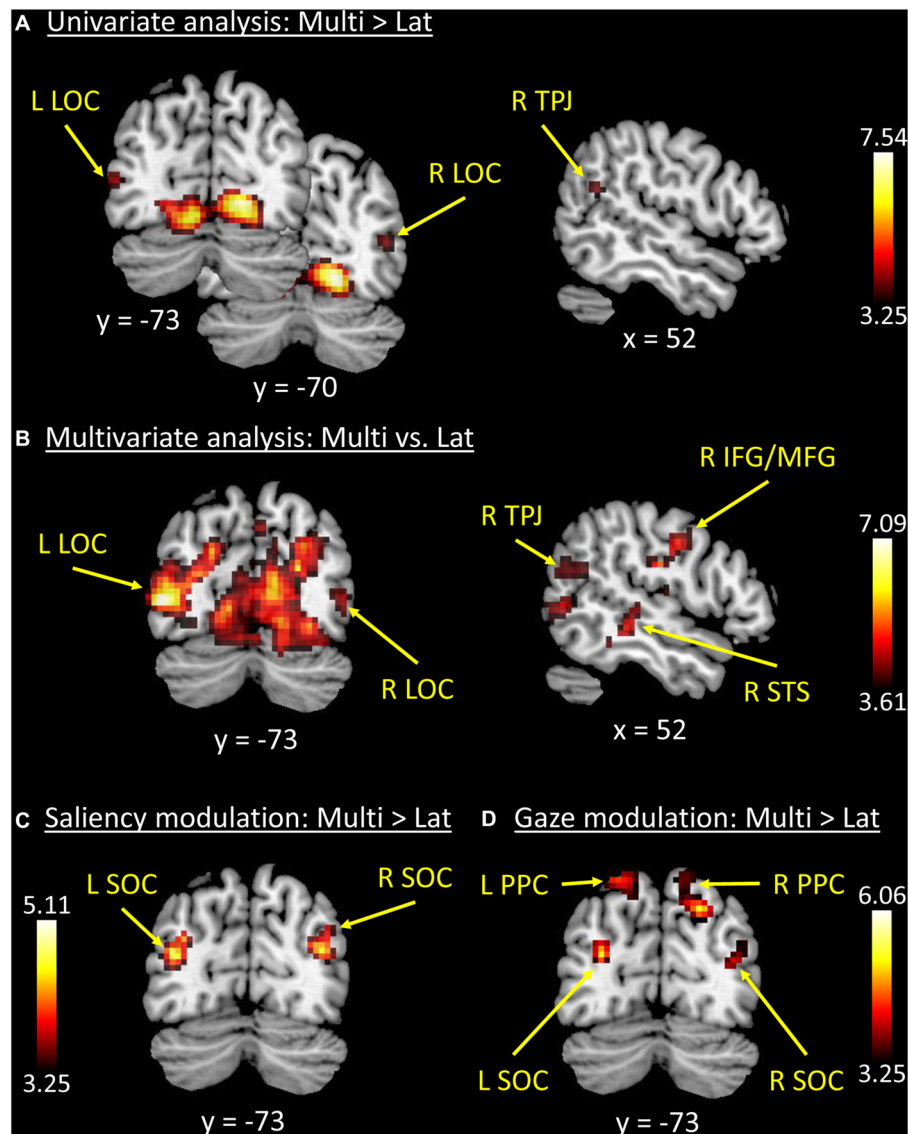 A Univariate analysis: Multi > Lat
L LOC
R TPJ
R LOC
7.54
3.25
y = -73
x = 52
y = -70
B Multivariate analysis: Multi vs. Lat
R IFG/MFG
R TPJ
L LOC
7.09
R LOC
R STS
3.61
y = -73
x = 52
C Saliency modulation: Multi > Lat
D Gaze modulation: Multi > Lat
L SOC
R SOC
5.11
3.25
y = -73
L PPC
R PPC
6.06
L SOC
R SOC
3.25
y = -73